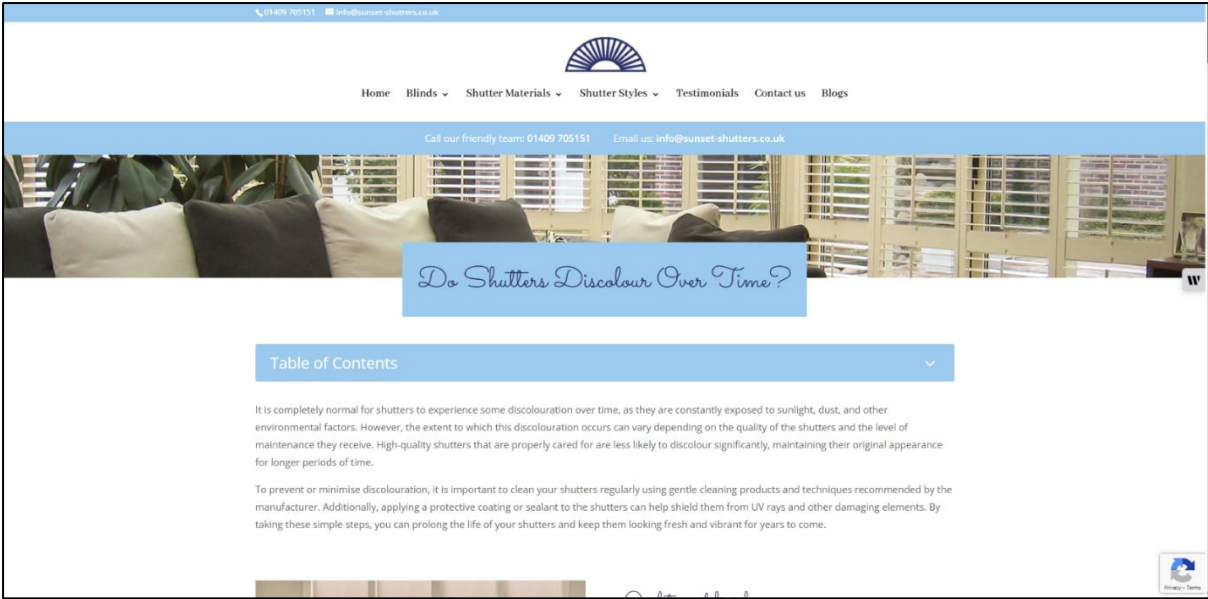 01409 705151 info@sunset-shutters.co.uk
Home Blinds Shutter Materials Shutter Styles Testimonials Contact us Blogs
Call our friendly team: 01409 705151 Email us: info@sunset-shutters.co.uk
Do Shutters Discolour Over Time?
W
Table of Contents
It is completely normal for shutters to experience some discolouration over time, as they are constantly exposed to sunlight, dust, and other
environmental factors. However, the extent to which this discolouration occurs can vary depending on the quality of the shutters and the level of
maintenance they receive. High-quality shutters that are properly cared for are less likely to discolour significantly, maintaining their original appearance
for longer periods of time.
To prevent or minimise discolouration, it is important to clean your shutters regularly using gentle cleaning products and techniques recommended by the
manufacturer. Additionally, applying a protective coating or sealant to the shutters can help shield them from UV rays and other damaging elements. By
taking these simple steps, you can prolong the life of your shutters and keep them looking fresh and vibrant for years to come.
Privacy - Terms